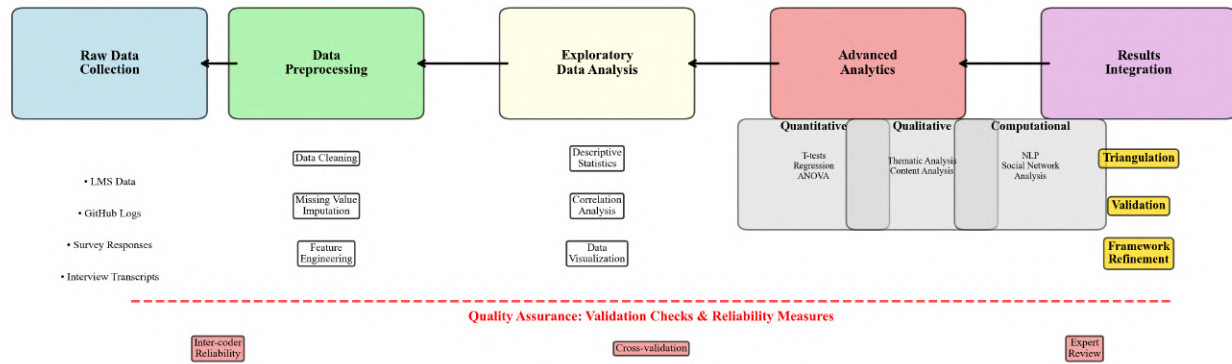 Raw Data
Collection
Data
Preprocessing
Exploratory
Data Analysis
Advanced
Analytics
Results
Integration
• LMS Data
• GitHub Logs
• Survey Responses
• Interview Transcripts
Data Cleaning
Missing Value
Imputation
Feature
Engineering
Descriptive
Statistics
Correlation
Analysis
Data
Visualization
Quantitative
T-tests
Regression
ANOVA
Qualitative
Thematic Analysis
Content Analysis
Computational
NLP
Social Network
Analysis
Triangulation
Validation
Framework
Refinement
Quality Assurance: Validation Checks & Reliability Measures
Inter-coder
Reliability
Cross-validation
Expert
Review